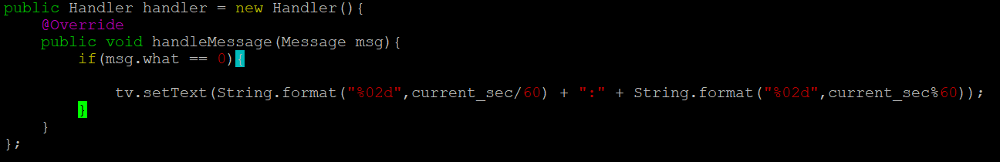 public Handler handler = new Handler(){
    @Override
    public void handleMessage(Message msg){
        if(msg.what == 0){
            tv.setText(String.format("%02d",current_sec/60) + ":" + String.format("%02d",current_sec%60));
        }
    }
};